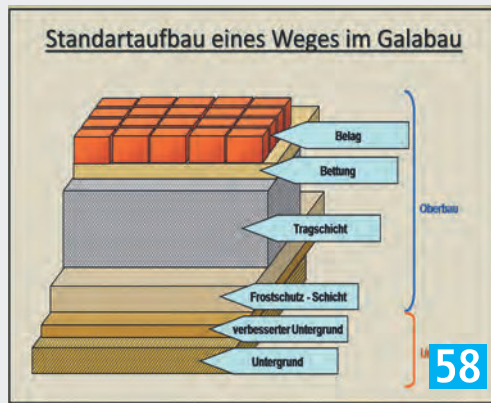 Standartaufbau eines Weges im Galabau
Belag
Bettung
Oberbau
Tragschicht
Frostschutz - Schicht
verbesserter Untergrund
Untergrund
58